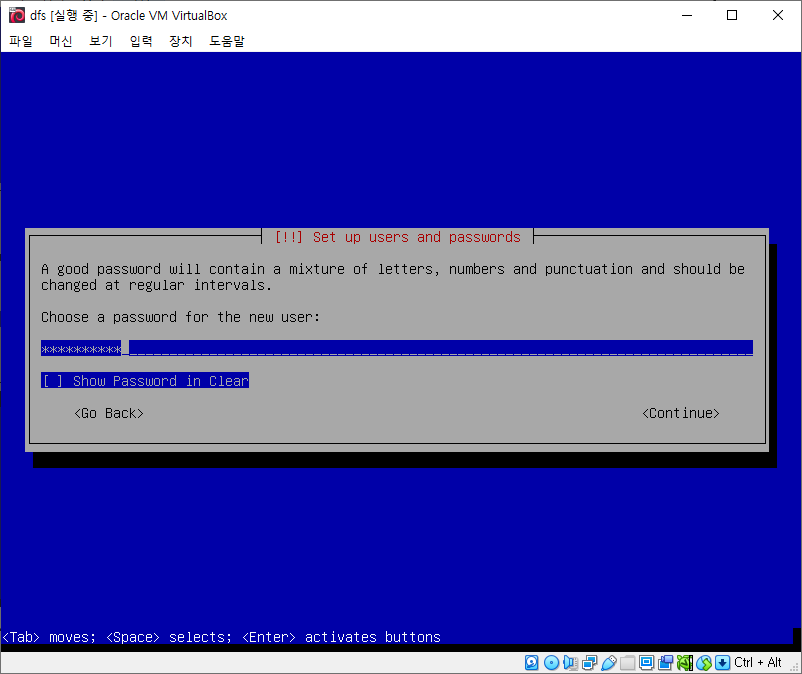 dfs [실행 중] - Oracle VM VirtualBox
파일 머신 보기 입력 장치 도움말
[!!] Set up users and passwords
A good password will contain a mixture of letters, numbers and punctuation and should be
changed at regular intervals.
Choose a password for the new user:
**********
[ ] Show Password in Clear
<Go Back> <Continue>
<Tab> moves; <Space> selects; <Enter> activates buttons
Ctrl + Alt